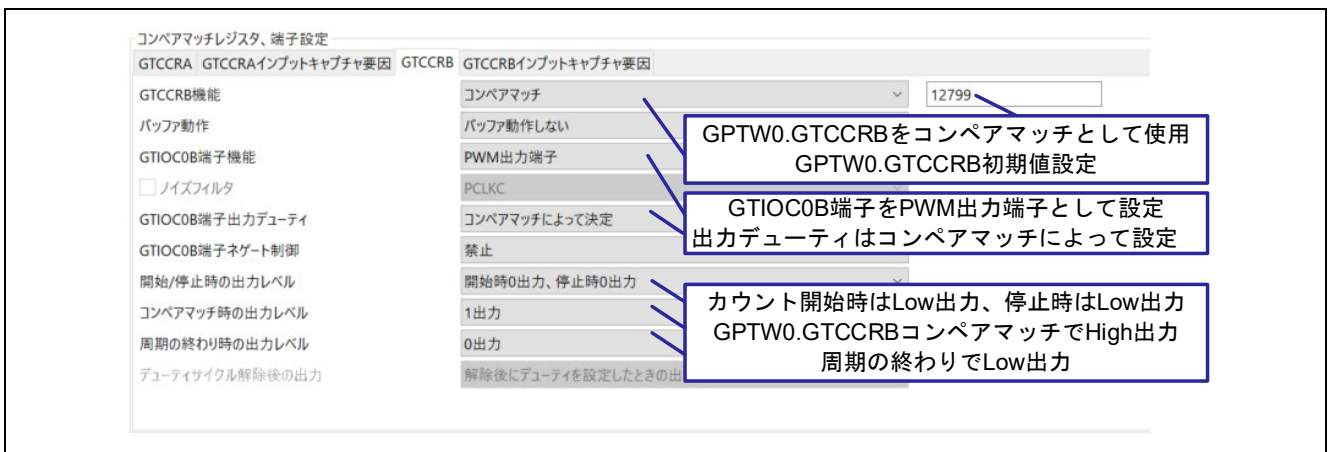 コンペアマッチレジスタ、端子設定
GTCCRA GTCCRAインプットキャプチャ要因 GTCCRB GTCCRBインプットキャプチャ要因
GTCCRB機能 コンペアマッチ 12799
バッファ動作 バッファ動作しない
GPTW0.GTCCRBをコンペアマッチとして使用
GPTW0.GTCCRB初期値設定
GTIOC0B端子機能 PWM出力端子
ノイズフィルタ PCLKC
GTIOC0B端子出力デューティ コンペアマッチによって決定
GTIOC0B端子をPWM出力端子として設定
出力デューティはコンペアマッチによって設定
GTIOC0B端子ネゲート制御 禁止
開始/停止時の出力レベル 開始時0出力、停止時0出力
コンペアマッチ時の出力レベル 1出力
周期の終わり時の出力レベル 0出力
カウント開始時はLow出力、停止時はLow出力
GPTW0.GTCCRBコンペアマッチでHigh出力
周期の終わりでLow出力
デューティサイクル解除後の出力 解除後にデューティを設定したときの出